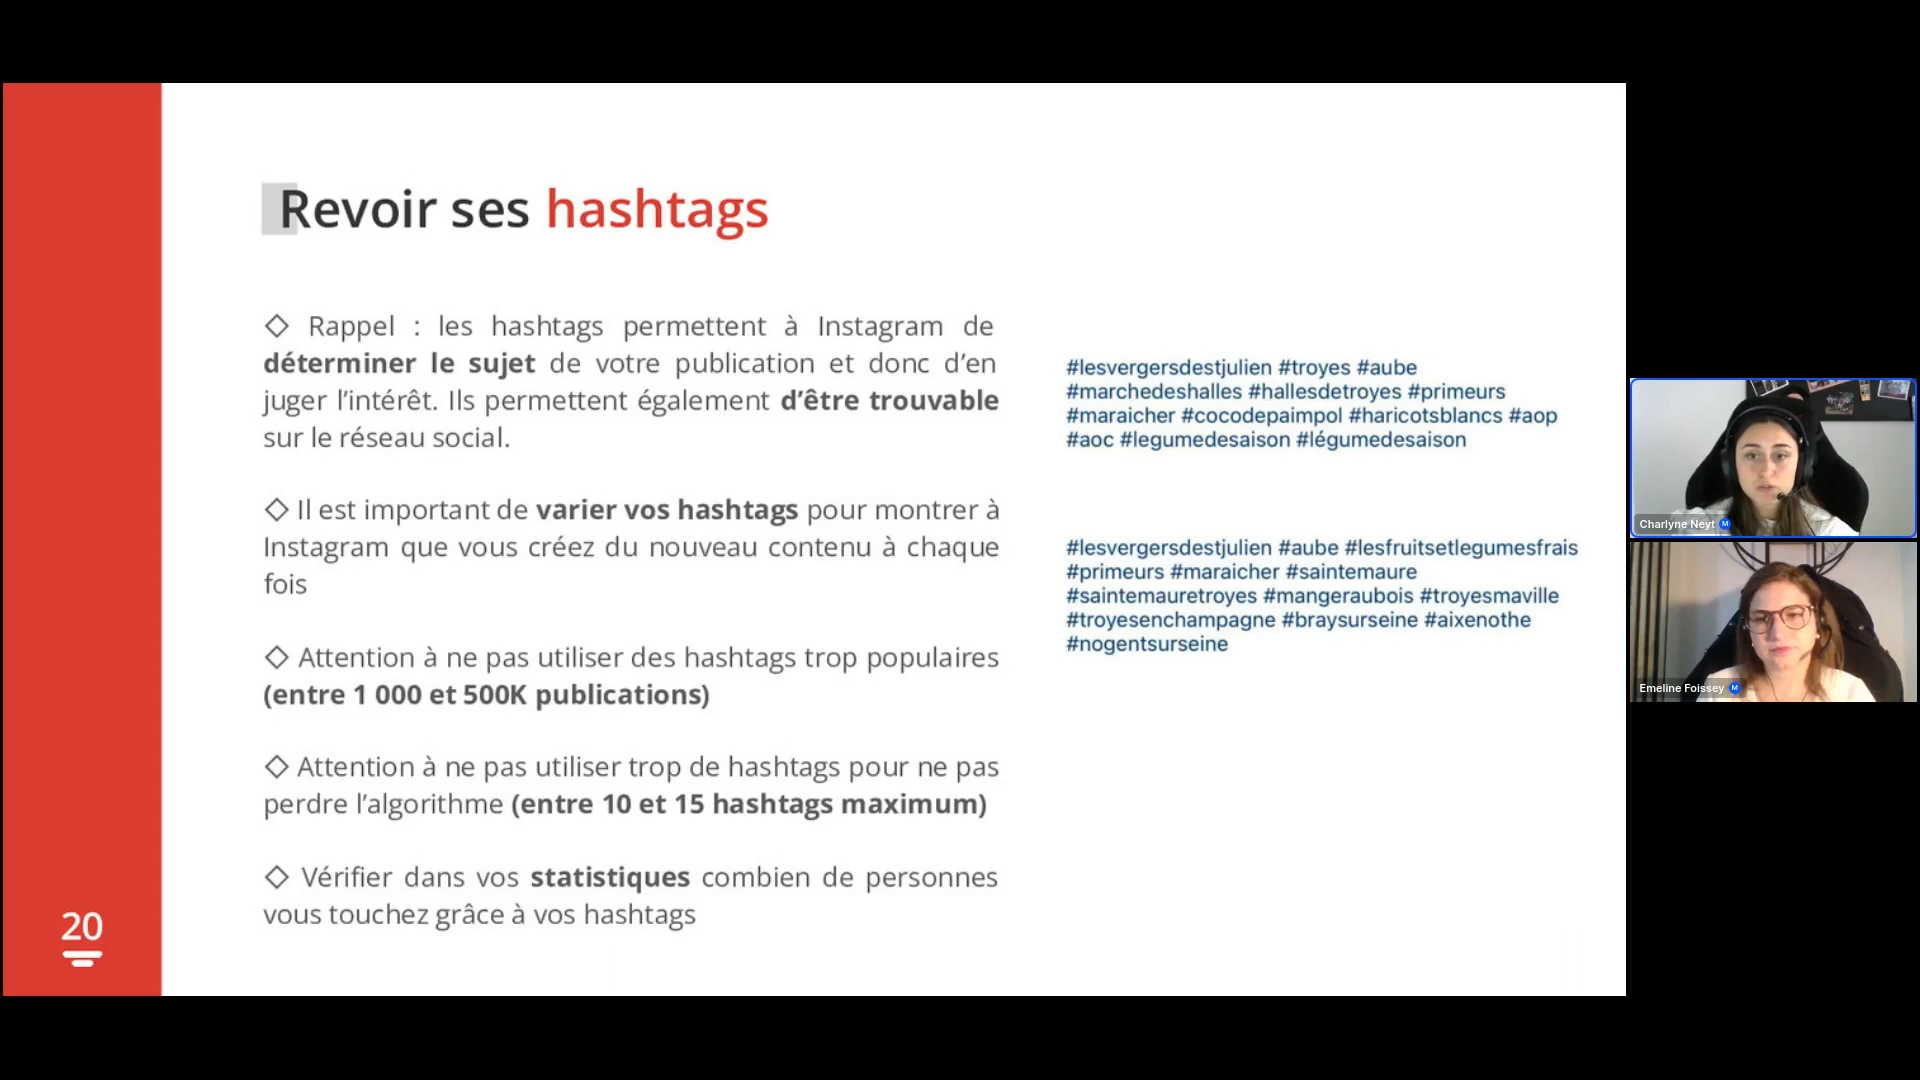 Revoir ses hashtags
◇ Rappel : les hashtags permettent à Instagram de
déterminer le sujet de votre publication et donc d’en
juger l’intérêt. Ils permettent également d’être trouvable
sur le réseau social.
◇ Il est important de varier vos hashtags pour montrer à
Instagram que vous créez du nouveau contenu à chaque
fois
◇ Attention à ne pas utiliser des hashtags trop populaires
(entre 1 000 et 500K publications)
◇ Attention à ne pas utiliser trop de hashtags pour ne pas
perdre l’algorithme (entre 10 et 15 hashtags maximum)
◇ Vérifier dans vos statistiques combien de personnes
vous touchez grâce à vos hashtags
20
#lesvergersdestjulien #troyes #aube
#marchedeshalles #hallesdetroyes #primeurs
#maraicher #cocodepaimpol #haricotsblancs #aop
#aoc #legumedesaison #légumedesaison
#lesvergersdestjulien #aube #lesfruitsetlegumesfrais
#primeurs #maraicher #saintemaure
#saintemauretroyes #mangeraubois #troyesmaville
#troyesenchampagne #braysurseine #aixenothe
#nogentsurseine
Charlyne Neyt M
Emeline Foissey M